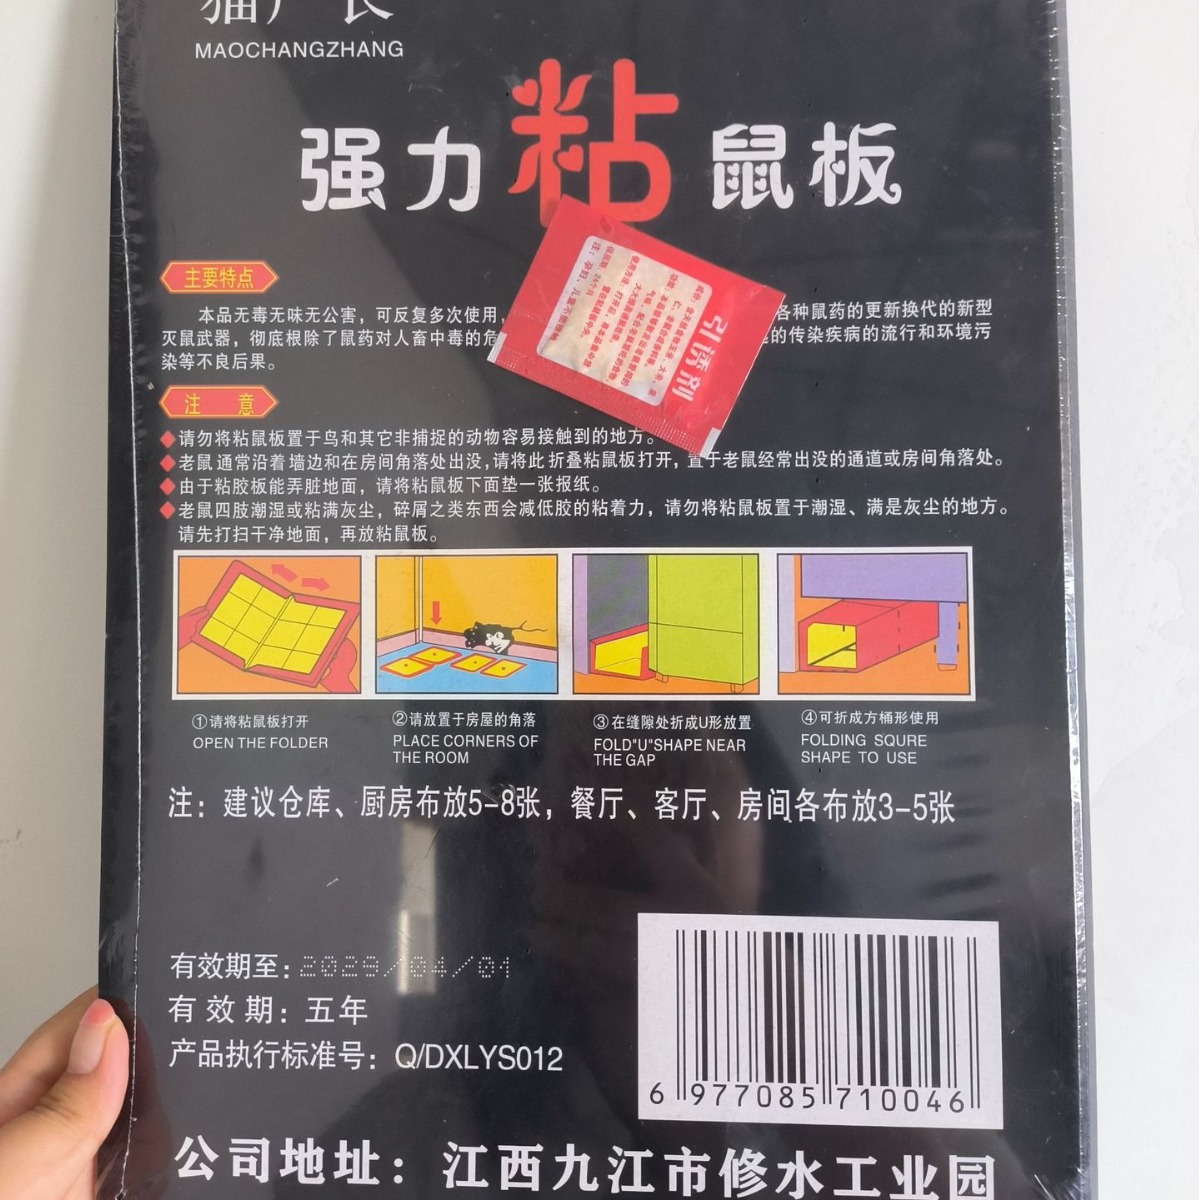 猫厂长
MAOCHANGZHANG
强力粘鼠板
主要特点
本品无毒无味无公害，可反复多次使用，
各种鼠药的更新换代的新型
灭鼠武器，彻底根除了鼠药对人畜中毒的危
的传染疾病的流行和环境污
染等不良后果。
引诱剂
注意
◆请勿将粘鼠板置于鸟和其它非捕捉的动物容易接触到的地方。
◆老鼠通常沿着墙边和在房间角落处出没,请将此折叠粘鼠板打开，置于老鼠经常出没的通道或房间角落处。
◆由于粘胶板能弄脏地面，请将粘鼠板下面垫一张报纸。
◆老鼠四肢潮湿或粘满灰尘，碎屑之类东西会减低胶的粘着力，请勿将粘鼠板置于潮湿、满是灰尘的地方。
请先打扫干净地面，再放粘鼠板。
①请将粘鼠板打开
OPEN THE FOLDER
②请放置于房屋的角落
PLACE CORNERS OF
THE ROOM
③在缝隙处折成U形放置
FOLD"U"SHAPE NEAR
THE GAP
④可折成方桶形使用
FOLDING SQURE
SHAPE TO USE
注：建议仓库、厨房布放5-8张，餐厅、客厅、房间各布放3-5张
有效期至：2029/04/01
有效期：五年
产品执行标准号：Q/DXLYS012
6 977085 710046
公司地址：江西九江市修水工业园